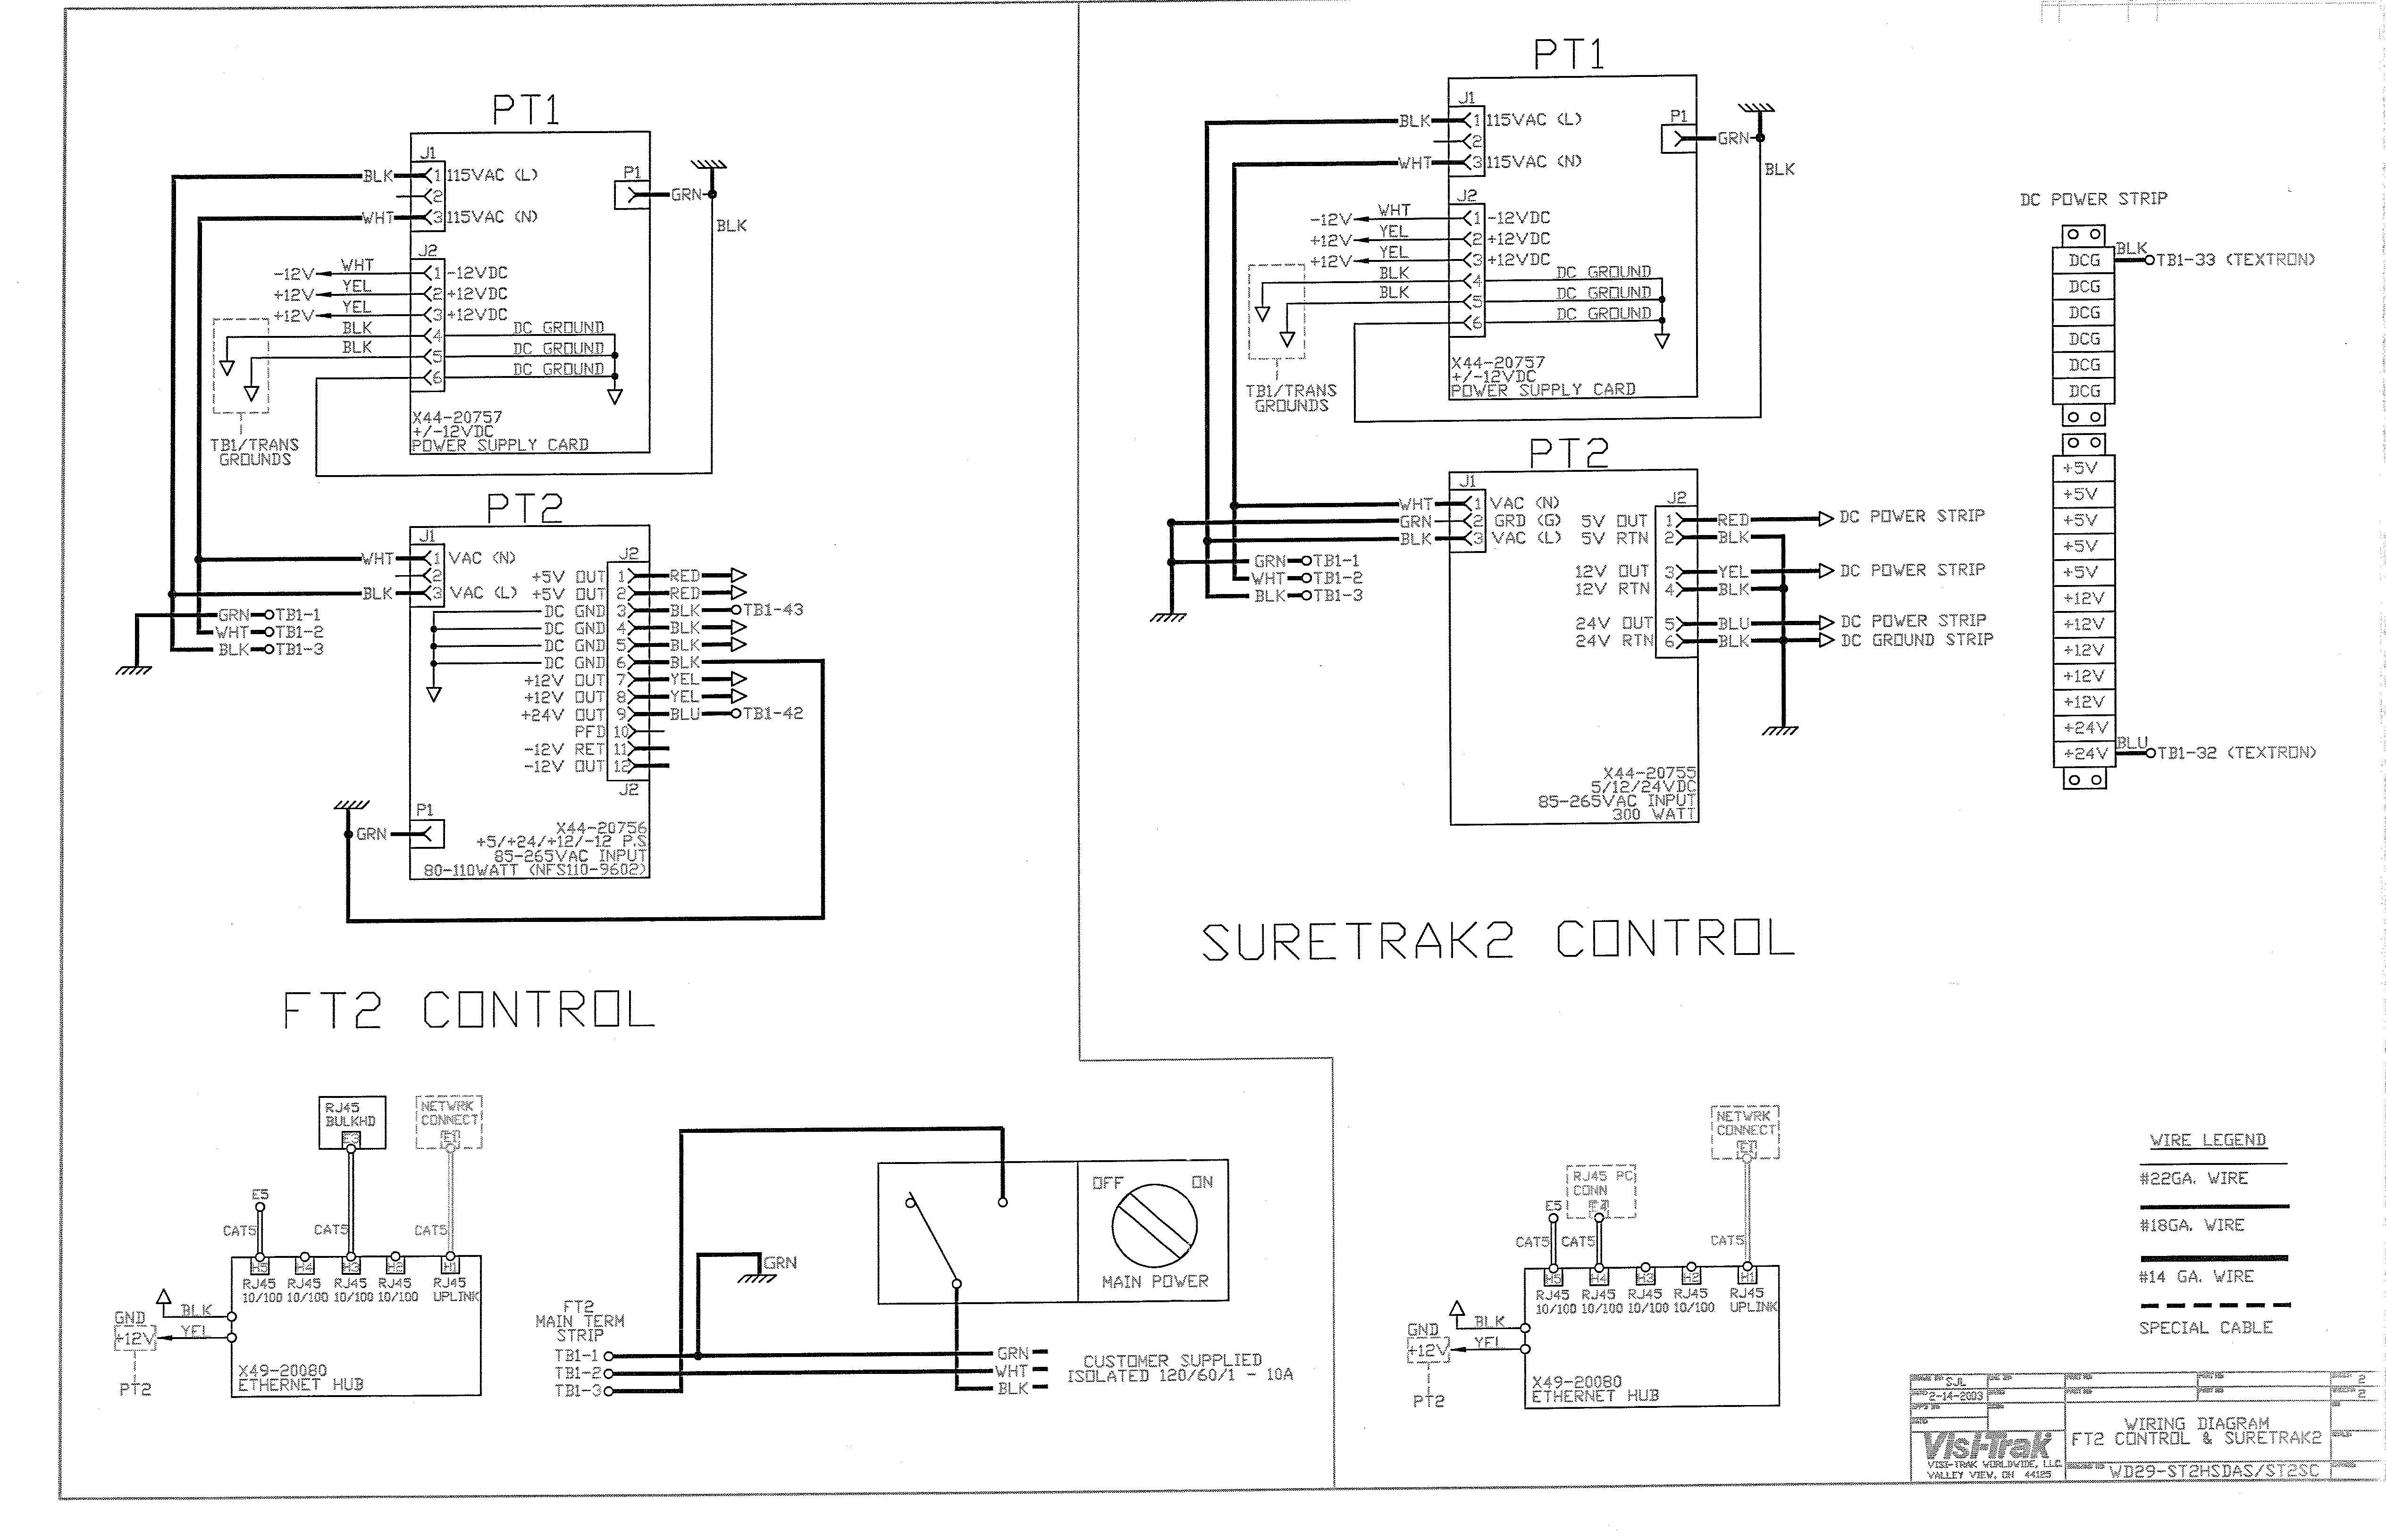 PT1
J1
BLK 1 115VAC (L)
2
WHT 3 115VAC (N)
P1
GRN
BLK
J2
-12V WHT 1 -12VDC
+12V YEL 2 +12VDC
+12V YEL 3 +12VDC
BLK 4 DC GROUND
BLK 5 DC GROUND
6 DC GROUND
TB1/TRANS
GROUNDS
X44-20757
+/-12VDC
POWER SUPPLY CARD
PT2
J1
WHT 1 VAC (N)
2
BLK 3 VAC (L)
GRN TB1-1
WHT TB1-2
BLK TB1-3
J2
+5V OUT 1 RED
+5V OUT 2 RED
DC GND 3 BLK TB1-43
DC GND 4 BLK
DC GND 5 BLK
DC GND 6 BLK
+12V OUT 7 YEL
+12V OUT 8 YEL
+24V OUT 9 BLU TB1-42
PFD 10
-12V RET 11
-12V OUT 12
J2
P1
GRN
X44-20756
+5/+24/+12/-12 P.S
85-265VAC INPUT
80-110WATT (NFS110-9602)
FT2 CONTROL
PT1
J1
BLK 1 115VAC (L)
2
WHT 3 115VAC (N)
P1
GRN
BLK
J2
-12V WHT 1 -12VDC
+12V YEL 2 +12VDC
+12V YEL 3 +12VDC
BLK 4 DC GROUND
BLK 5 DC GROUND
6 DC GROUND
TB1/TRANS
GROUNDS
X44-20757
+/-12VDC
POWER SUPPLY CARD
PT2
J1
WHT 1 VAC (N)
GRN 2 GRD (G)
BLK 3 VAC (L)
GRN TB1-1
WHT TB1-2
BLK TB1-3
J2
5V OUT 1 RED DC POWER STRIP
5V RTN 2 BLK
12V OUT 3 YEL DC POWER STRIP
12V RTN 4 BLK
24V OUT 5 BLU DC POWER STRIP
24V RTN 6 BLK DC GROUND STRIP
X44-20755
5/12/24VDC
85-265VAC INPUT
300 WATT
DC POWER STRIP
DCG BLK TB1-33 (TEXTRON)
DCG
DCG
DCG
DCG
DCG
+5V
+5V
+5V
+5V
+5V
+12V
+12V
+12V
+12V
+12V
+24V
+24V BLU TB1-32 (TEXTRON)
SURETRAK2 CONTROL
RJ45
BULKHD
E3
NETWRK
CONNECT
E1
E5
CAT5 CAT5 CAT5
H5 H4 H3 H2 H1
RJ45 RJ45 RJ45 RJ45 RJ45
10/100 10/100 10/100 10/100 UPLINK
GND BLK
+12V YEL
PT2
X49-20080
ETHERNET HUB
OFF ON
MAIN POWER
GRN
FT2
MAIN TERM
STRIP
TB1-1 GRN
TB1-2 WHT
TB1-3 BLK
CUSTOMER SUPPLIED
ISOLATED 120/60/1 - 10A
NETWRK
CONNECT
E1
RJ45 PC
CONN
E4
E5
CAT5 CAT5 CAT5
H5 H4 H3 H2 H1
RJ45 RJ45 RJ45 RJ45 RJ45
10/100 10/100 10/100 10/100 UPLINK
GND BLK
+12V YEL
PT2
X49-20080
ETHERNET HUB
WIRE LEGEND
#22GA. WIRE
#18GA. WIRE
#14 GA. WIRE
SPECIAL CABLE
SJL
2
2-14-2003
2
WIRING DIAGRAM
FT2 CONTROL & SURETRAK2
Visi-Trak
VISI-TRAK WORLDWIDE, LLC.
VALLEY VIEW, OH 44125
WD29-ST2HSDAS/ST2SC